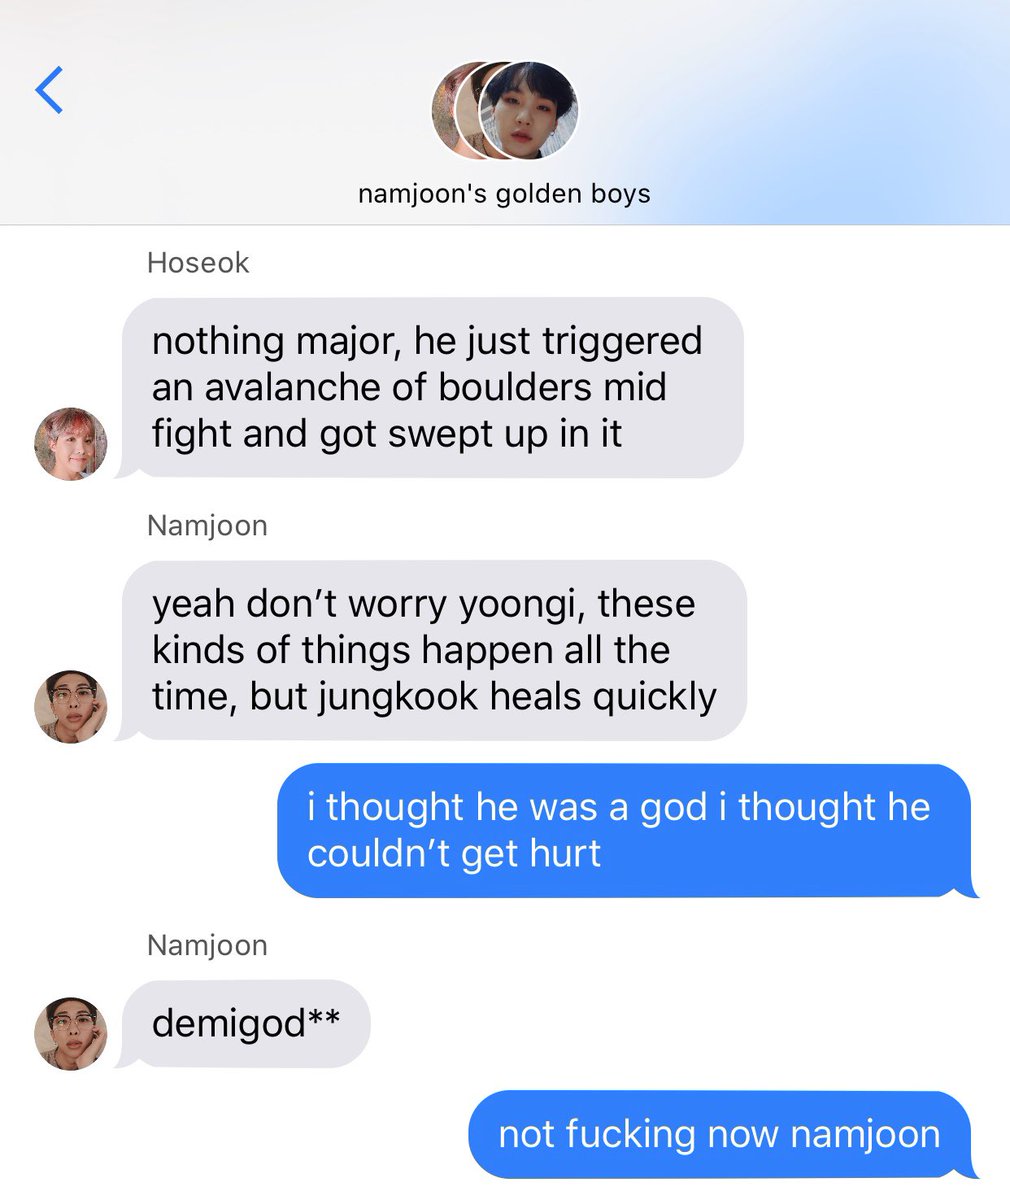 namjoon's golden boys
Hoseok
nothing major, he just triggered
an avalanche of boulders mid
fight and got swept up in it
Namjoon
yeah don’t worry yoongi, these
kinds of things happen all the
time, but jungkook heals quickly
i thought he was a god i thought he
couldn’t get hurt
Namjoon
demigod**
not fucking now namjoon